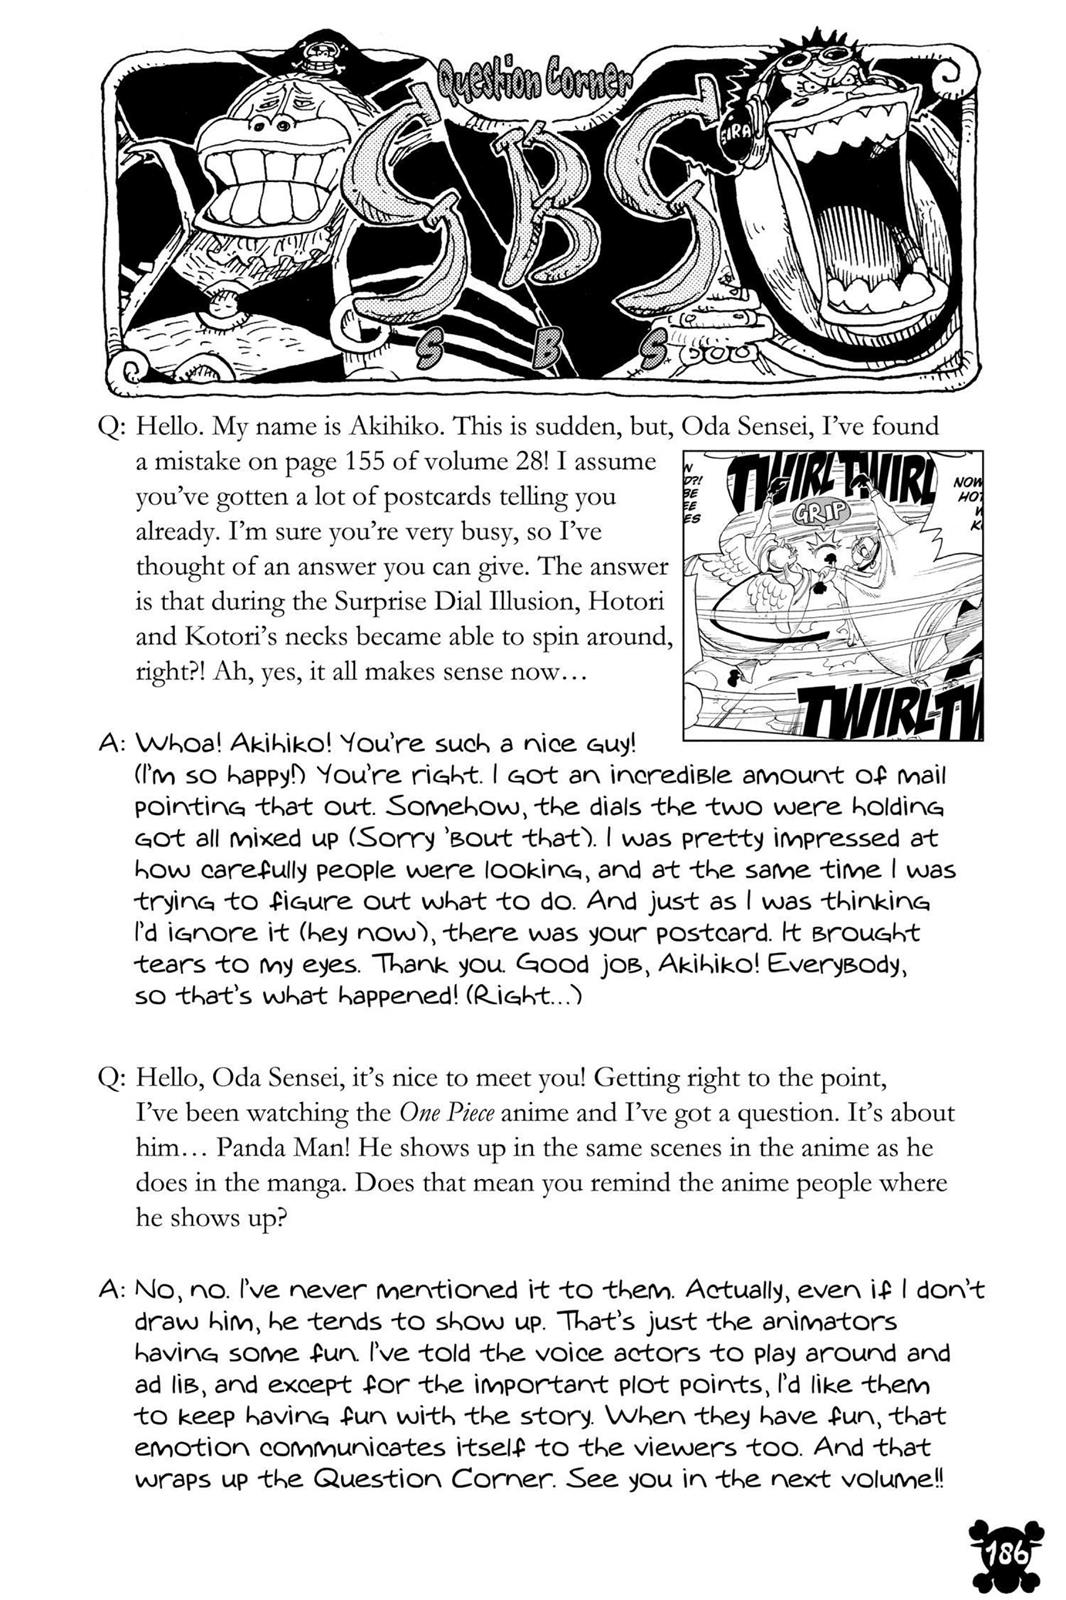 Question Corner
SBS
S B S
SIRA
Q: Hello. My name is Akihiko. This is sudden, but, Oda Sensei, I've found
a mistake on page 155 of volume 28! I assume
you've gotten a lot of postcards telling you
already. I'm sure you're very busy, so I've
thought of an answer you can give. The answer
is that during the Surprise Dial Illusion, Hotori
and Kotori's necks became able to spin around,
right?! Ah, yes, it all makes sense now...
TWIRL TWIRL
N
D?!
BE
EE
ES
NOW
HOT
W
K
GRIP
TWIRL-TW
A: Whoa! Akihiko! You're such a nice guy!
(I'm so happy!) You're right. I got an incredible amount of mail
pointing that out. Somehow, the dials the two were holding
got all mixed up (Sorry 'bout that). I was pretty impressed at
how carefully people were looking, and at the same time I was
trying to figure out what to do. And just as I was thinking
I'd ignore it (hey now), there was your postcard. It brought
tears to my eyes. Thank you. Good job, Akihiko! Everybody,
so that's what happened! (Right...)
Q: Hello, Oda Sensei, it's nice to meet you! Getting right to the point,
I've been watching the One Piece anime and I've got a question. It's about
him... Panda Man! He shows up in the same scenes in the anime as he
does in the manga. Does that mean you remind the anime people where
he shows up?
A: No, no. I've never mentioned it to them. Actually, even if I don't
draw him, he tends to show up. That's just the animators
having some fun. I've told the voice actors to play around and
ad lib, and except for the important plot points, I'd like them
to keep having fun with the story. When they have fun, that
emotion communicates itself to the viewers too. And that
wraps up the Question Corner. See you in the next volume!!
186